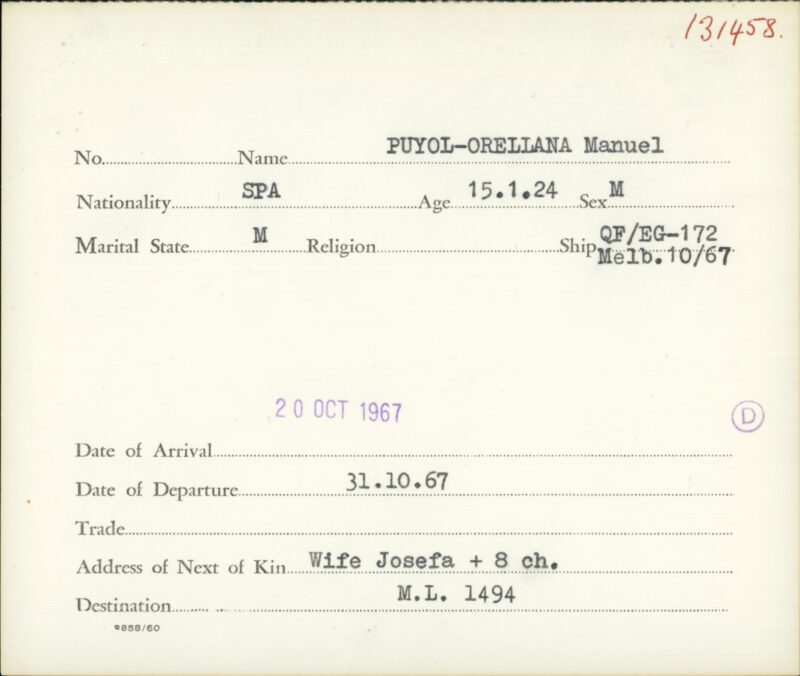 131458.
No. Name PUYOL-ORELLANA Manuel
Nationality SPA Age 15.1.24 Sex M
Marital State M Religion Ship QF/EG-172
Melb.10/67
20 OCT 1967
D
Date of Arrival
Date of Departure 31.10.67
Trade
Address of Next of Kin Wife Josefa + 8 ch.
Destination M.L. 1494
9858/60